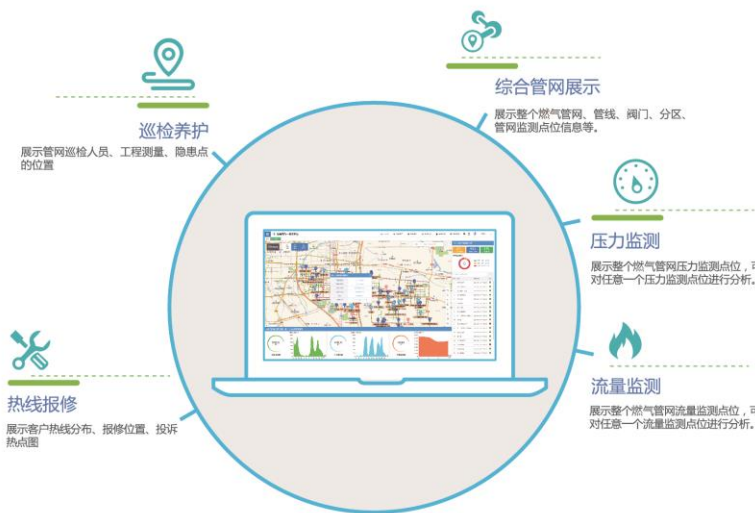 综合管网展示
展示整个燃气管网、管线、阀门、分区、
管网监测点位信息等。
巡检养护
展示管网巡检人员、工程测量、隐患点
的位置
压力监测
展示整个燃气管网压力监测点位，可
对任意一个压力监测点位进行分析。
流量监测
展示整个燃气管网流量监测点位，可
对任意一个流量监测点位进行分析。
热线报修
展示客户热线分布、报修位置、投诉
热点图